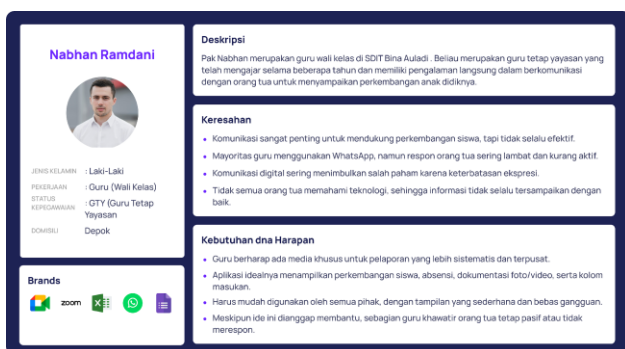 Nabhan Ramdani
JENIS KELAMIN : Laki-Laki
PEKERJAAN : Guru (Wali Kelas)
STATUS KEPEGAWAIAN : GTY (Guru Tetap Yayasan
DOMISILI Depok
Brands
zoom
Deskripsi
Pak Nabhan merupakan guru wali kelas di SDIT Bina Auladi . Beliau merupakan guru tetap yayasan yang
telah mengajar selama beberapa tahun dan memiliki pengalaman langsung dalam berkomunikasi
dengan orang tua untuk menyampaikan perkembangan anak didiknya.
Keresahan
• Komunikasi sangat penting untuk mendukung perkembangan siswa, tapi tidak selalu efektif.
• Mayoritas guru menggunakan WhatsApp, namun respon orang tua sering lambat dan kurang aktif.
• Komunikasi digital sering menimbulkan salah paham karena keterbatasan ekspresi.
• Tidak semua orang tua memahami teknologi, sehingga informasi tidak selalu tersampaikan dengan
baik.
Kebutuhan dna Harapan
• Guru berharap ada media khusus untuk pelaporan yang lebih sistematis dan terpusat.
• Aplikasi idealnya menampilkan perkembangan siswa, absensi, dokumentasi foto/video, serta kolom
masukan.
• Harus mudah digunakan oleh semua pihak, dengan tampilan yang sederhana dan bebas gangguan.
• Meskipun ide ini dianggap membantu, sebagian guru khawatir orang tua tetap pasif atau tidak
merespon.